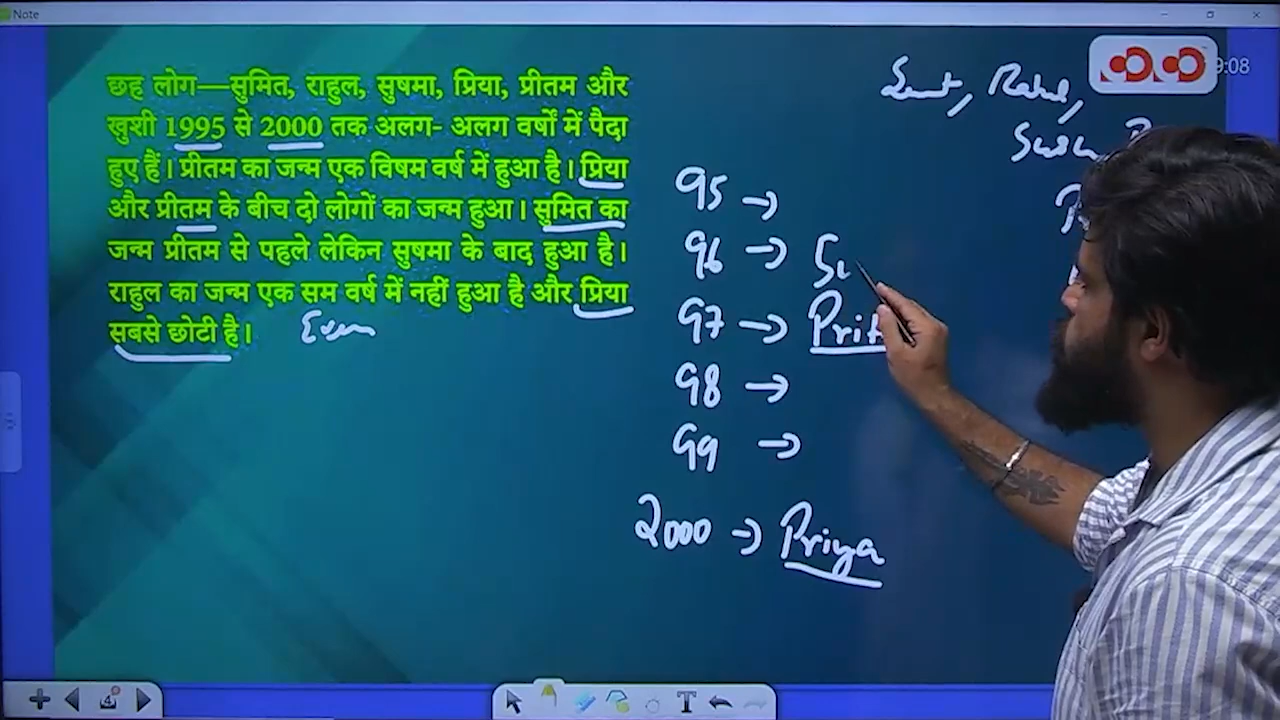 Note
9:08
छह लोग—सुमित, राहुल, सुषमा, प्रिया, प्रीतम और
खुशी 1995 से 2000 तक अलग- अलग वर्षों में पैदा
हुए हैं। प्रीतम का जन्म एक विषम वर्ष में हुआ है। प्रिया
और प्रीतम के बीच दो लोगों का जन्म हुआ। सुमित का
जन्म प्रीतम से पहले लेकिन सुषमा के बाद हुआ है।
राहुल का जन्म एक सम वर्ष में नहीं हुआ है और प्रिया
सबसे छोटी है।
Even
Rahul,
95 →
96 →
97 →
98 →
99 →
2000 → Priya
T